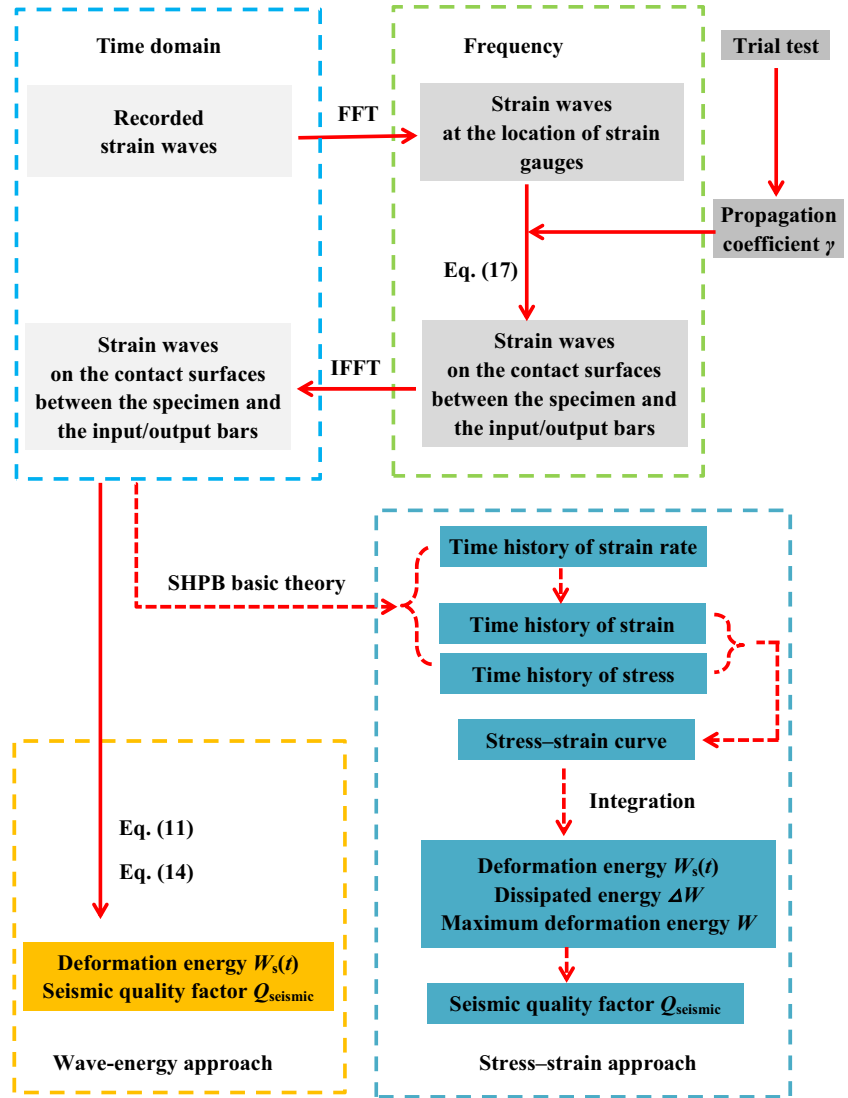 Time domain
Frequency
Trial test
Recorded
strain waves
FFT
Strain waves
at the location of strain
gauges
Propagation
coefficient γ
Eq. (17)
Strain waves
on the contact surfaces
between the specimen and
the input/output bars
IFFT
Strain waves
on the contact surfaces
between the specimen and
the input/output bars
SHPB basic theory
Time history of strain rate
Time history of strain
Time history of stress
Stress–strain curve
Integration
Eq. (11)
Eq. (14)
Deformation energy Ws(t)
Dissipated energy ΔW
Maximum deformation energy W
Deformation energy Ws(t)
Seismic quality factor Qseismic
Seismic quality factor Qseismic
Wave-energy approach
Stress–strain approach